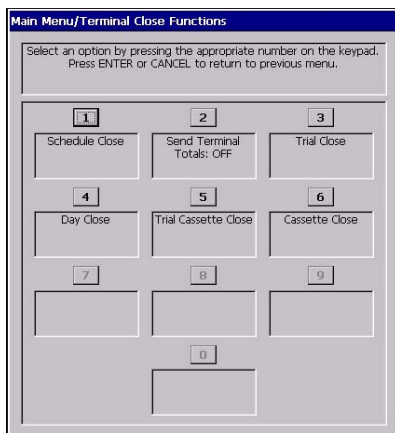 Main Menu/Terminal Close Functions
Select an option by pressing the appropriate number on the keypad.
Press ENTER or CANCEL to return to previous menu.
1 2 3
Schedule Close Send Terminal Trial Close
Totals: OFF
4 5 6
Day Close Trial Cassette Close Cassette Close
7 8 9
0